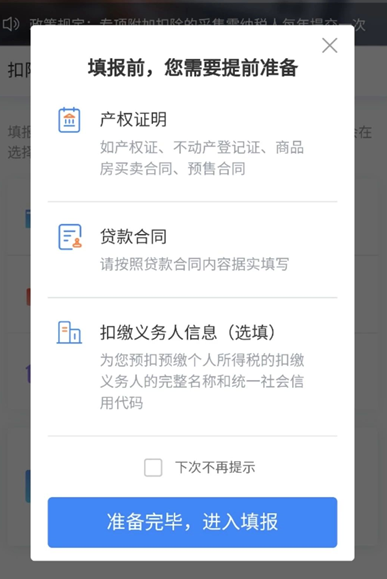 政策规定：专项附加扣除的采集需纳税人每年提交一次
扣除
填报前，您需要提前准备
产权证明
填报
如产权证、不动产登记证、商品
房买卖合同、预售合同
在
选择
贷款合同
请按照贷款合同内容据实填写
扣缴义务人信息（选填）
为您预扣预缴个人所得税的扣缴
义务人的完整名称和统一社会信
用代码
下次不再提示
准备完毕，进入填报